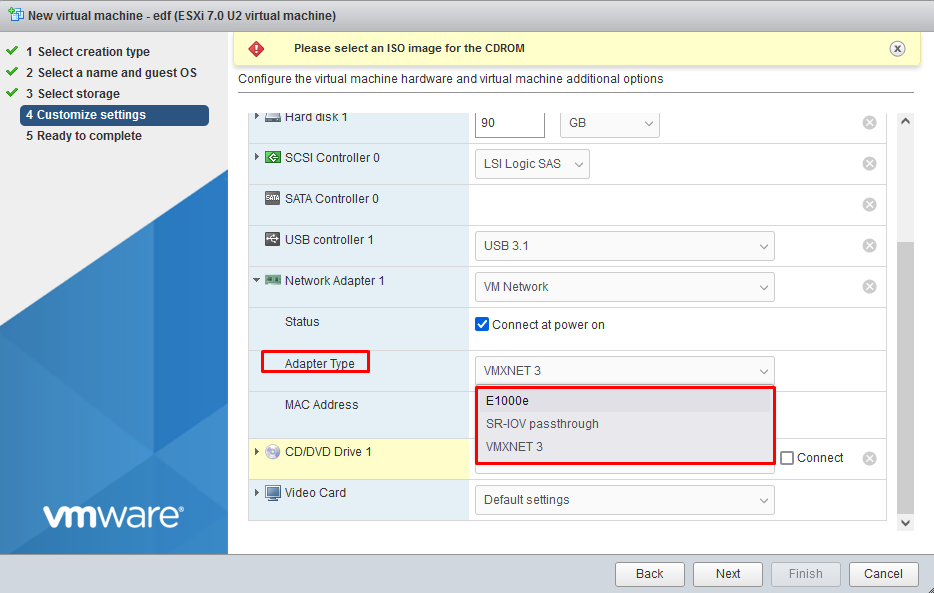 New virtual machine - edf (ESXi 7.0 U2 virtual machine)
1 Select creation type
2 Select a name and guest OS
3 Select storage
4 Customize settings
5 Ready to complete
vmware®
Please select an ISO image for the CDROM
Configure the virtual machine hardware and virtual machine additional options
Hard disk 1 90 GB
SCSI Controller 0 LSI Logic SAS
SATA SATA Controller 0
USB controller 1 USB 3.1
Network Adapter 1 VM Network
Status Connect at power on
Adapter Type VMXNET 3
E1000e
MAC Address
SR-IOV passthrough
VMXNET 3
CD/DVD Drive 1 Connect
Video Card Default settings
Back Next Finish Cancel